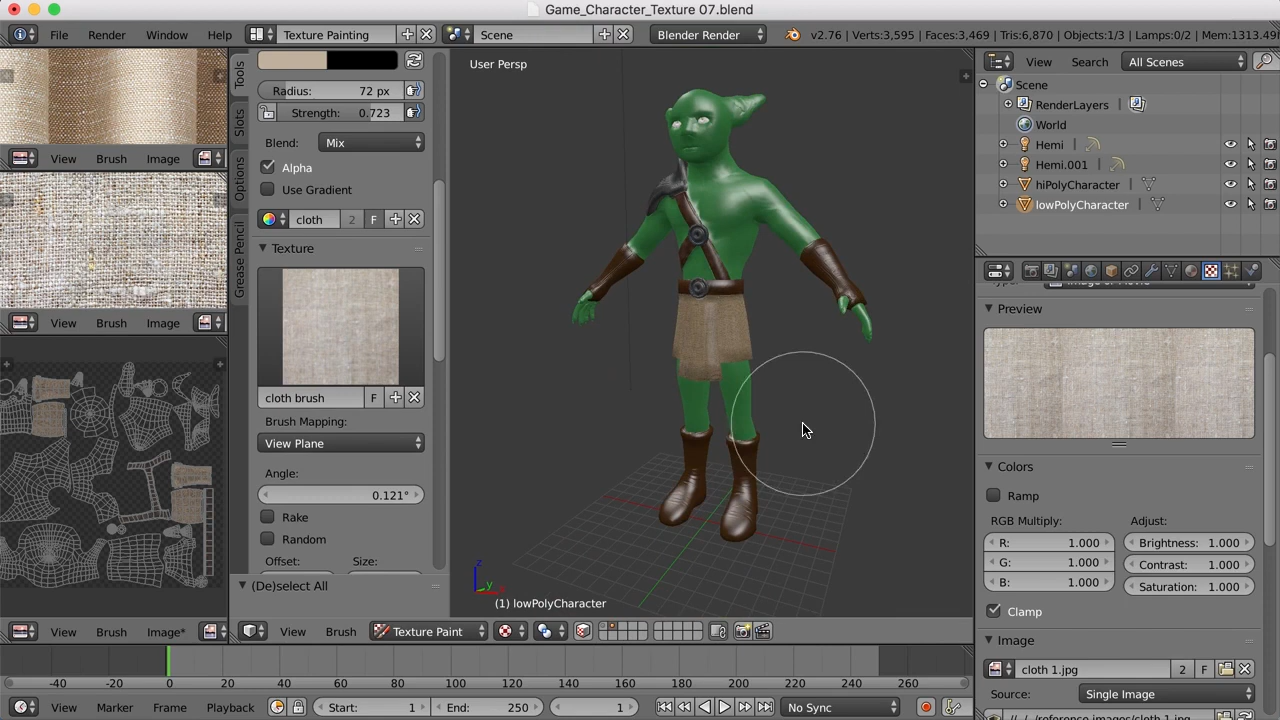 Game_Character_Texture 07.blend
File Render Window Help Texture Painting Scene Blender Render v2.76 | Verts:3,595 | Faces:3,469 | Tris:6,870 | Objects:1/3 | Lamps:0/2 |
View Search All Scenes
Tools
Slots
Options
Grease Pencil
Radius: 72 px
Strength: 0.723
Blend: Mix
Alpha
Use Gradient
cloth 2 F
Texture
cloth brush F
Brush Mapping:
View Plane
Angle:
0.121°
Rake
Random
Offset: Size:
(De)select All
View Brush Image
View Brush Image
View Brush Image*
User Persp
z
y
(1) lowPolyCharacter
View Brush Texture Paint
Scene
RenderLayers
World
Hemi
Hemi.001
hiPolyCharacter
lowPolyCharacter
Preview
Colors
Ramp
RGB Multiply: Adjust:
R: 1.000 Brightness: 1.000
G: 1.000 Contrast: 1.000
B: 1.000 Saturation: 1.000
Clamp
Image
cloth 1.jpg 2 F
Source: Single Image
-40 -20 0 20 40 60 80 100 120 140 160 180 200 220 240 260
View Marker Frame Playback Start: 1 End: 250 1 No Sync